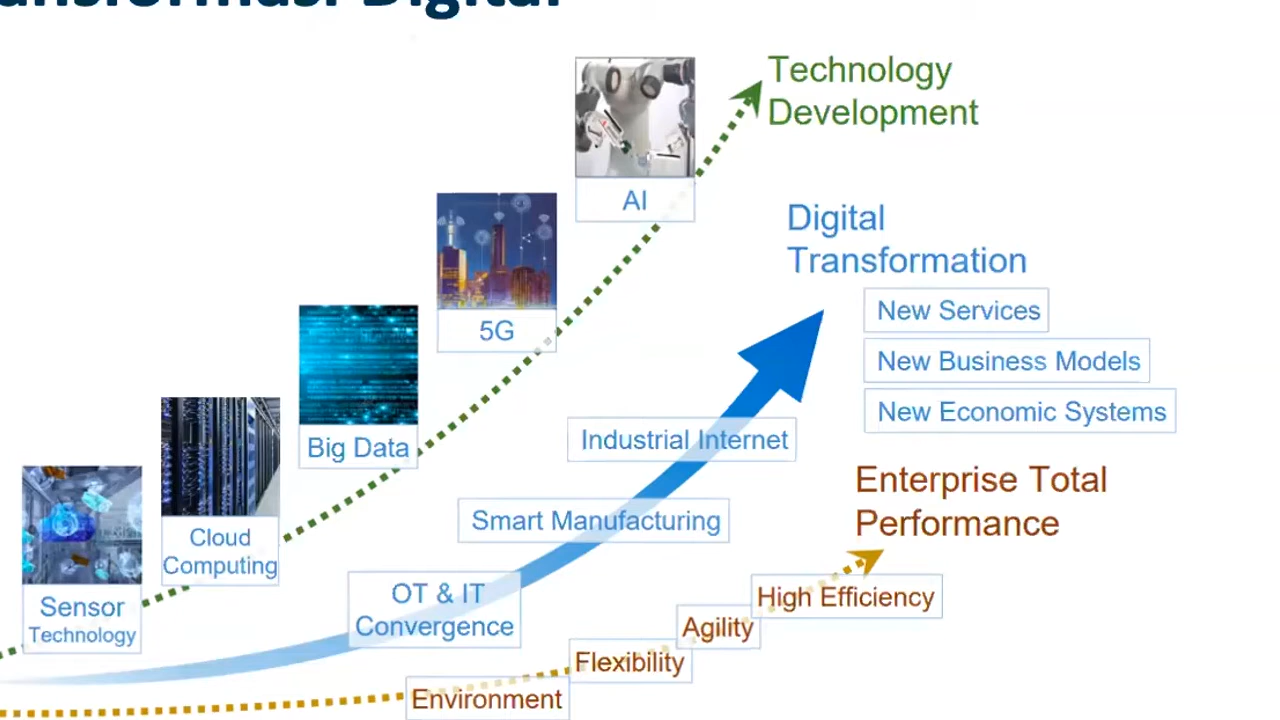 Digital
Technology
Development
AI
Digital
Transformation
5G
New Services
New Business Models
New Economic Systems
Big Data
Industrial Internet
Enterprise Total
Performance
Smart Manufacturing
Cloud
Computing
OT & IT
Convergence
High Efficiency
Sensor
Technology
Agility
Flexibility
Environment